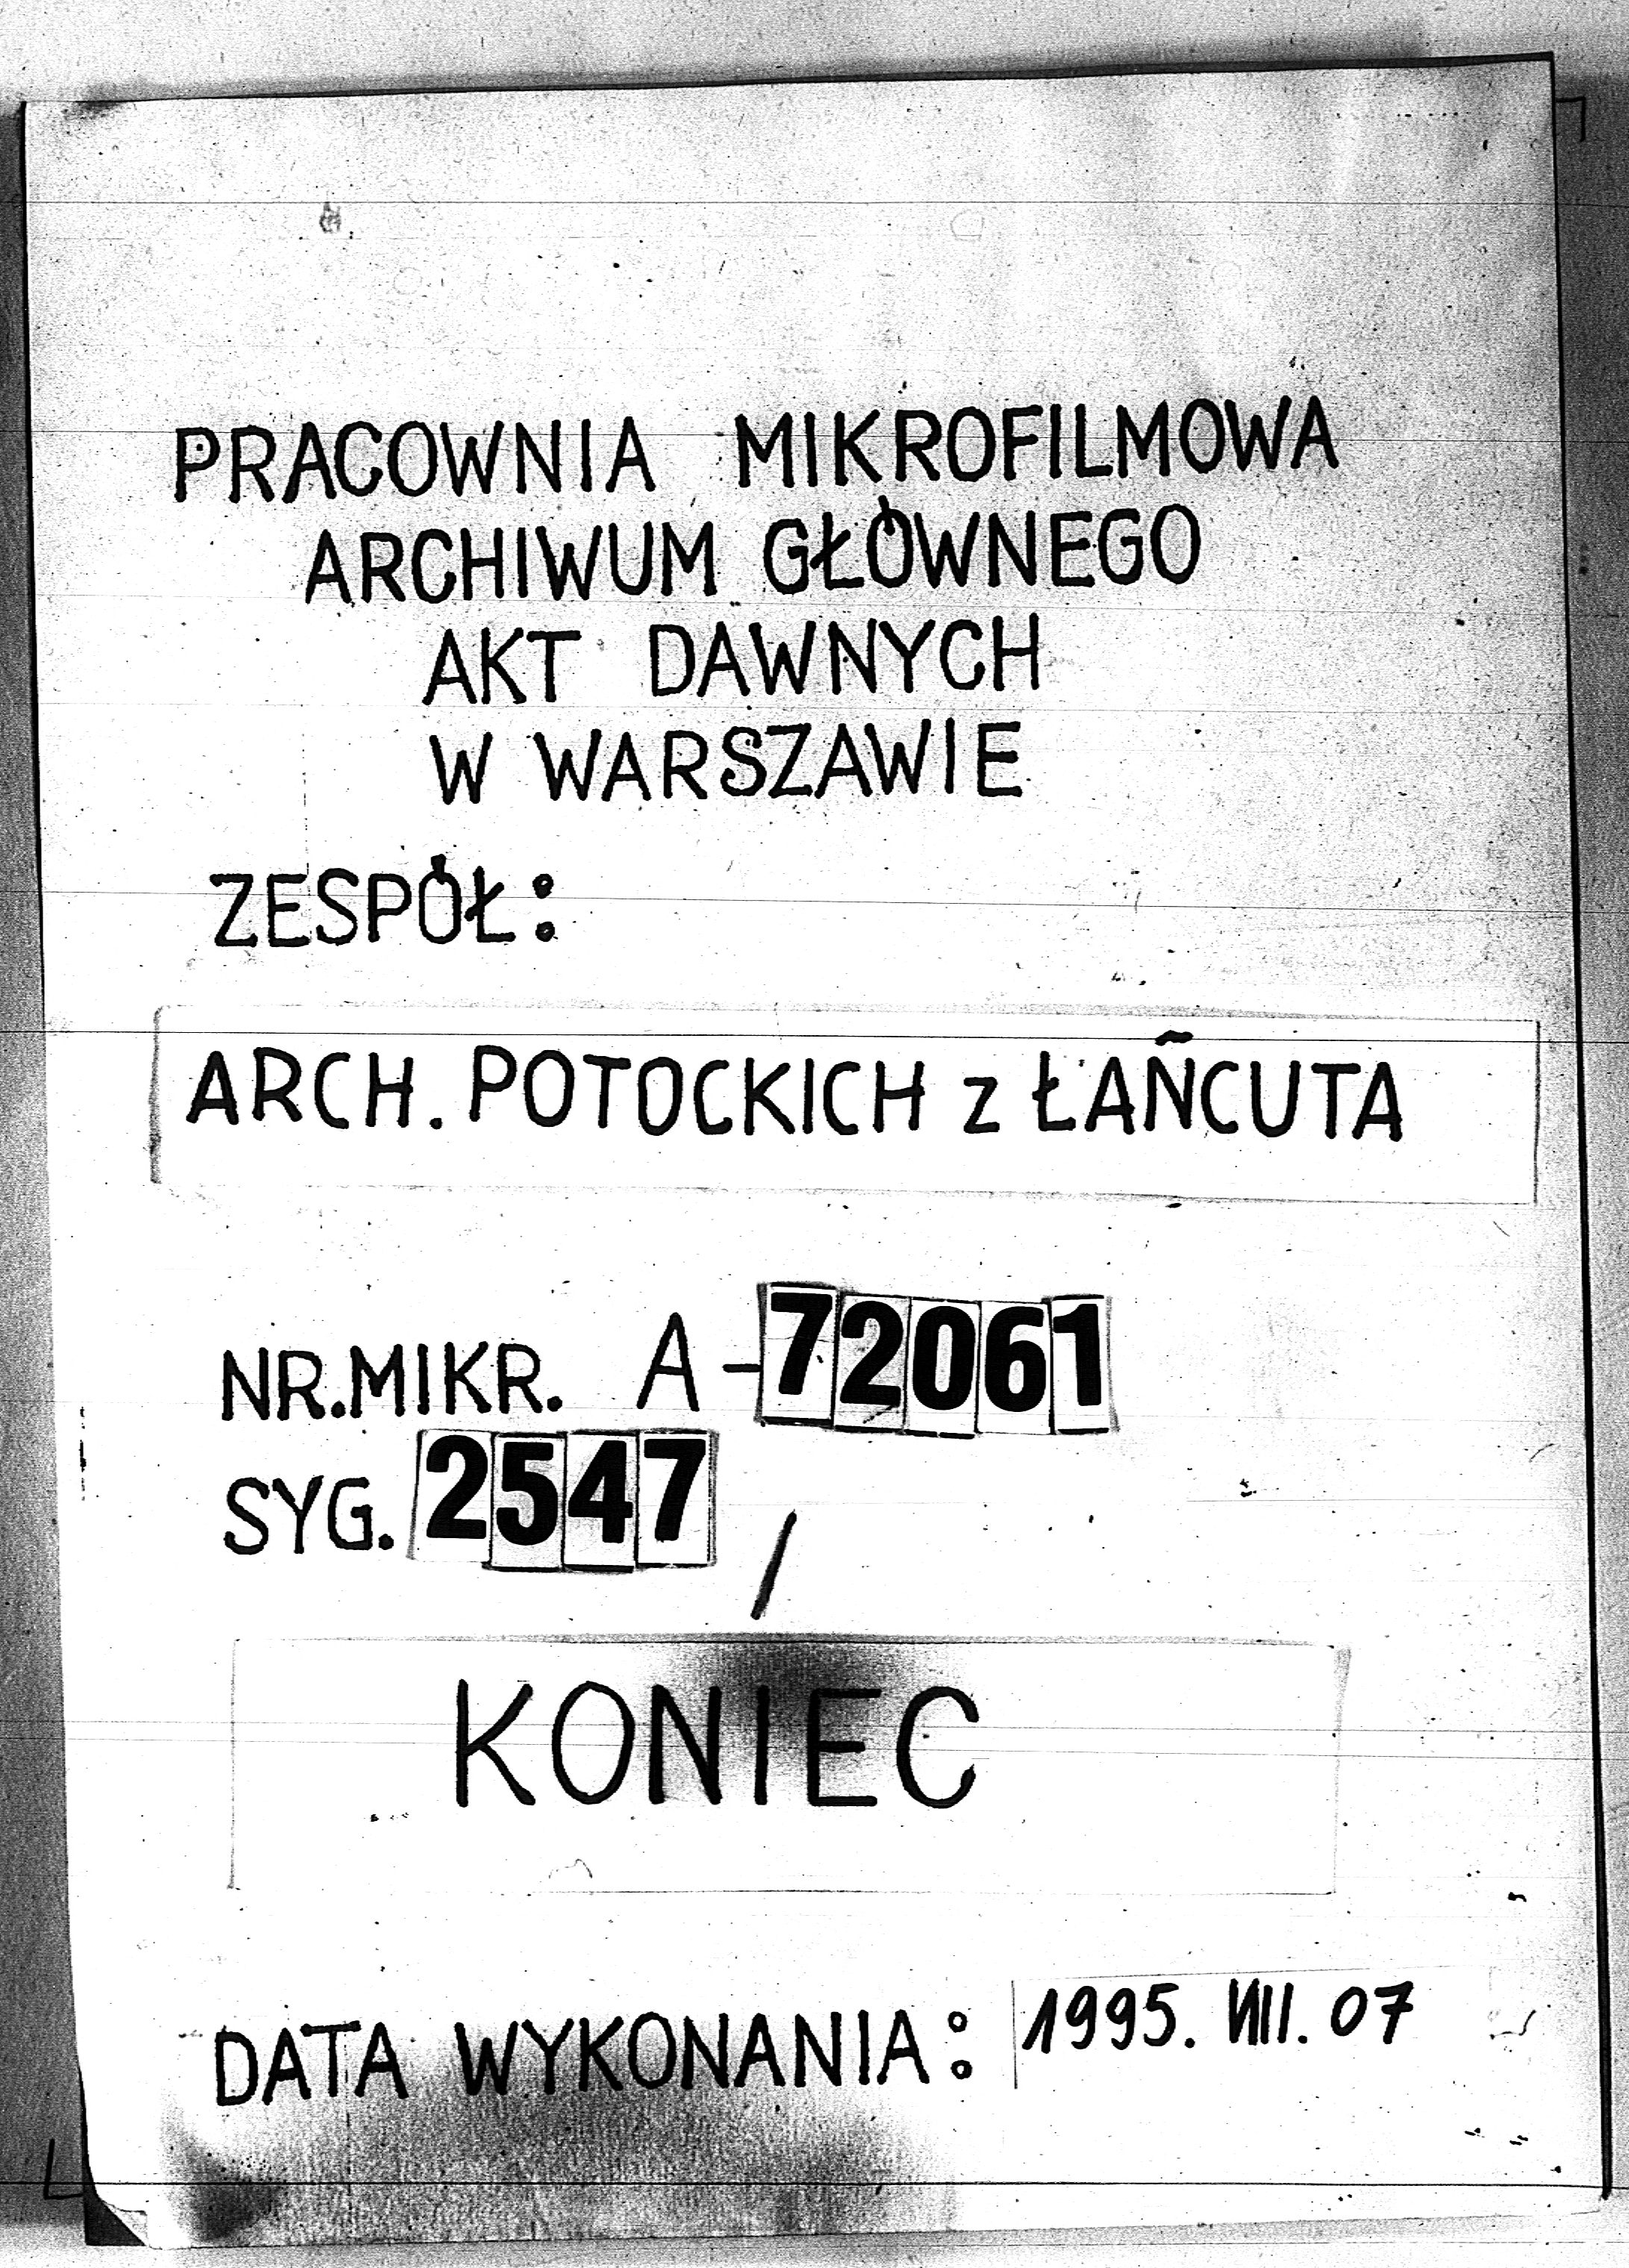 PRACOWNIA MIKROFILMOWA
ARCHIWUM GŁÓWNEGO
AKT DAWNYCH
W WARSZAWIE
ZESPÓŁ:
ARCH. POTOCKICH z ŁAŃCUTA
NR.MIKR. A-72061
SYG. 2547 /
KONIEC
DATA WYKONANIA: 1995. VIII. 07